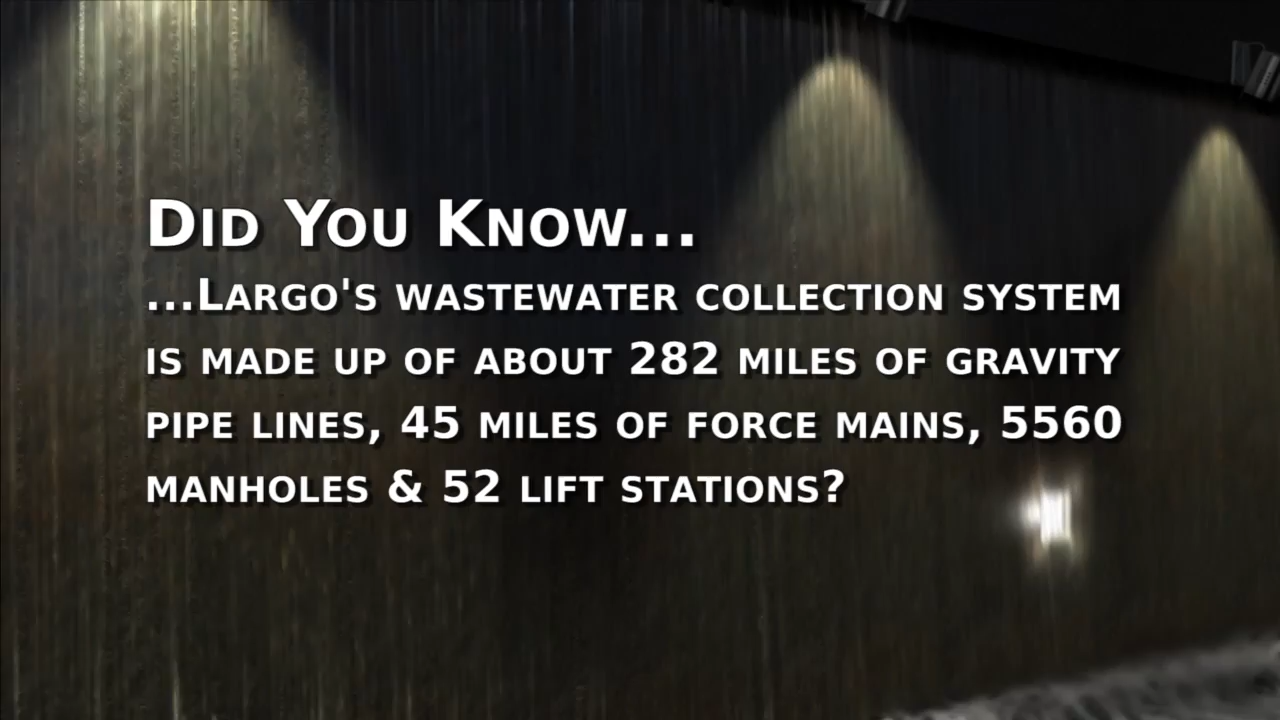 Did You Know...
...Largo's wastewater collection system
is made up of about 282 miles of gravity
pipe lines, 45 miles of force mains, 5560
manholes & 52 lift stations?